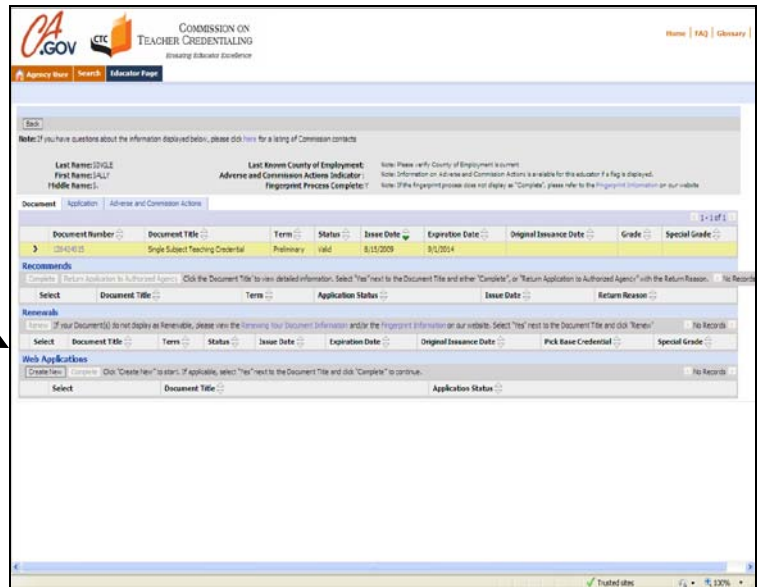 CA
.GOV
CTC
COMMISSION ON
TEACHER CREDENTIALING
Ensuring Educator Excellence
Home | FAQ | Glossary |
Agency User Search Educator Page
Back
Note: If you have questions about the information displayed below, please click here for a listing of Commission contacts
Last Name: SINGLE Last Known County of Employment: Note: Please verify County of Employment is current.
First Name: SALLY Adverse and Commission Actions Indicator: Note: Information on Adverse and Commission Actions is available for this educator if a flag is displayed.
Middle Name: S. Fingerprint Process Complete: Y Note: If the fingerprint process does not display as "Complete", please refer to the Fingerprint Information on our website
Document Application Adverse and Commission Actions
1 - 1 of 1
Document Number Document Title Term Status Issue Date Expiration Date Original Issuance Date Grade Special Grade
Single Subject Teaching Credential Preliminary Valid 8/15/2009 9/1/2014
Recommends
Complete Return Application to Authorized Agency Click the 'Document Title' to view detailed information. Select "Yes" next to the Document Title and either "Complete", or "Return Application to Authorized Agency" with the Return Reason. No Records
Select Document Title Term Application Status Issue Date Return Reason
Renewals
Renew If your Document(s) do not display as Renewable, please view the Renewing Your Document Information and/or the Fingerprint Information on our website. Select "Yes" next to the Document Title and click "Renew" No Records
Select Document Title Term Status Issue Date Expiration Date Original Issuance Date Pick Base Credential Special Grade
Web Applications
Create New Complete Click "Create New" to start. If applicable, select "Yes" next to the Document Title and click "Complete" to continue. No Records
Select Document Title Application Status
Trusted sites 100%